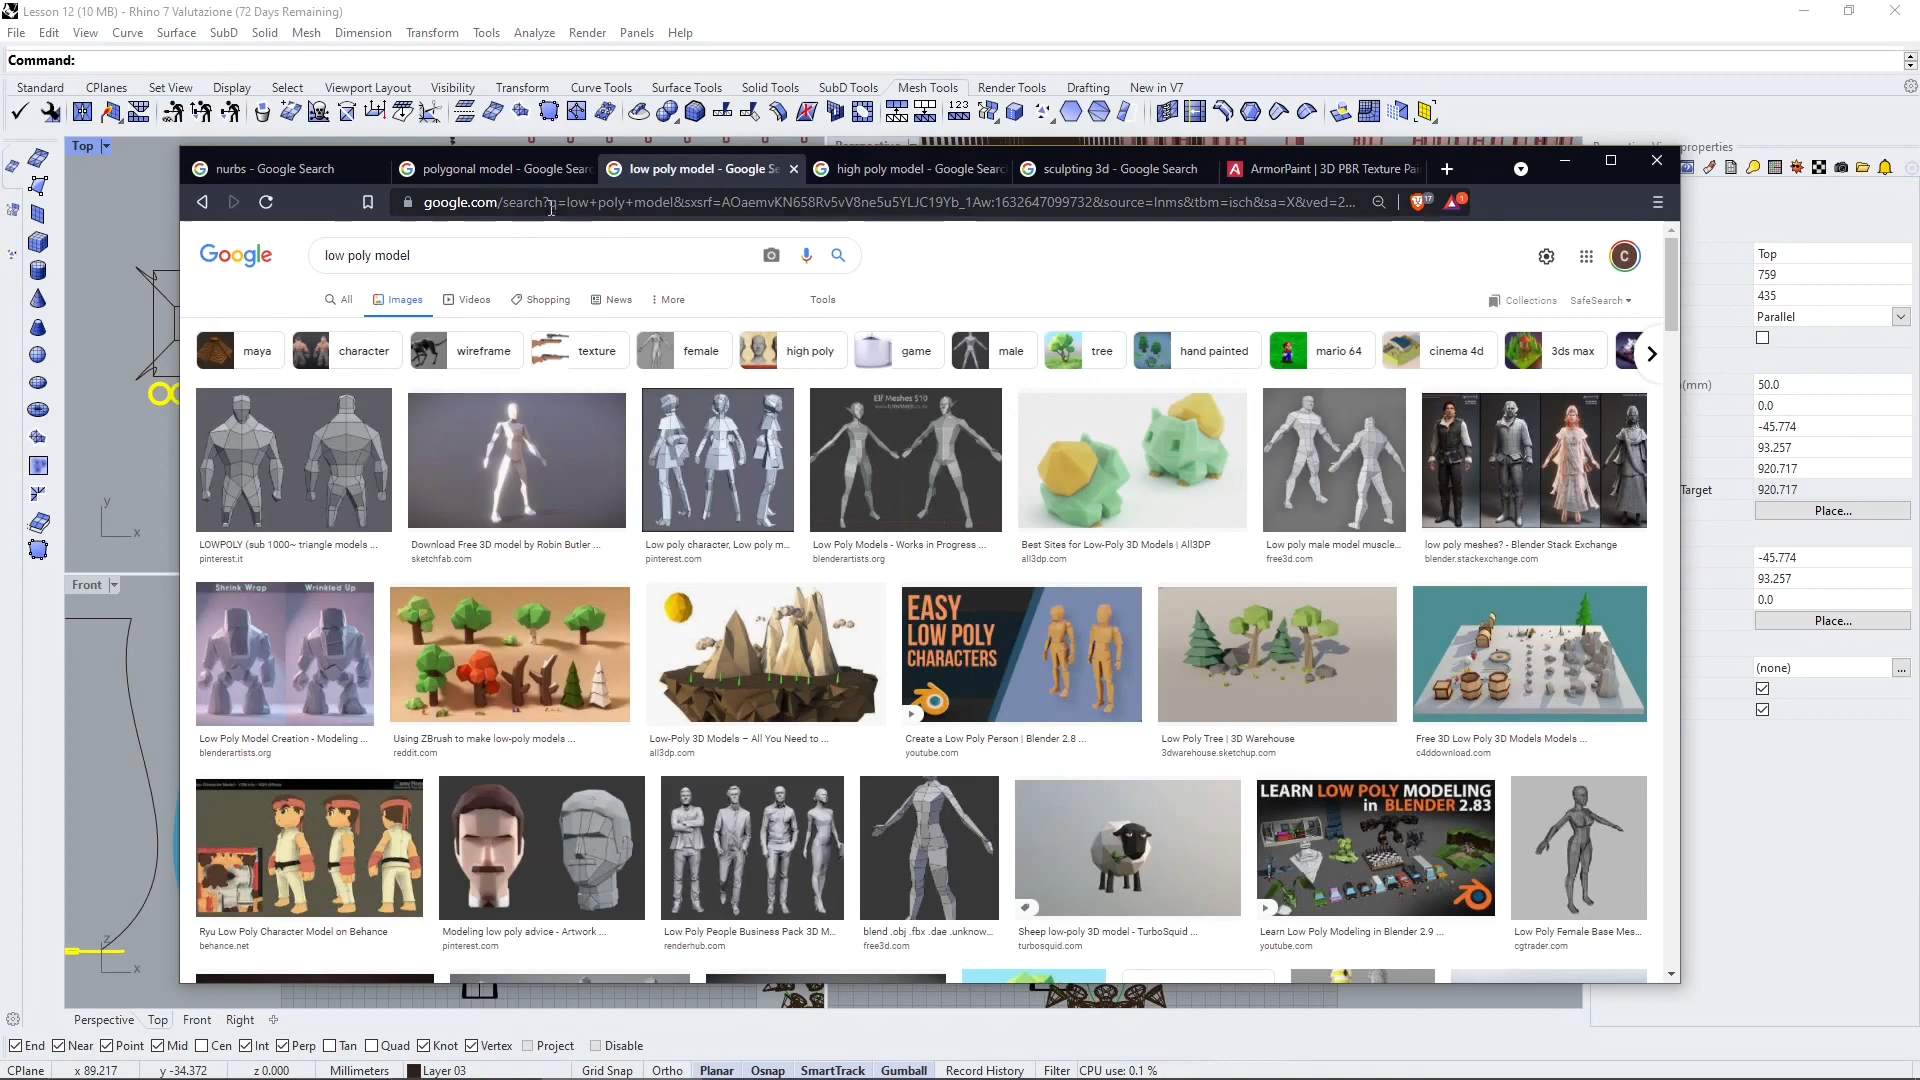 Lesson 12 (10 MB) - Rhino 7 Valutazione (72 Days Remaining)
File Edit View Curve Surface SubD Solid Mesh Dimension Transform Tools Analyze Render Panels Help
Command:
Standard CPlanes Set View Display Select Viewport Layout Visibility Transform Curve Tools Surface Tools Solid Tools SubD Tools Mesh Tools Render Tools Drafting New in V7
Top
nurbs - Google Search polygonal model - Google Searc low poly model - Google Se high poly model - Google Searc sculpting 3d - Google Search ArmorPaint | 3D PBR Texture Pai
properties
google.com/search?q=low+poly+model&sxsrf=AOaemvKN658Rv5vV8ne5u5YLJC19Yb_1Aw:1632647099732&source=lnms&tbm=isch&sa=X&ved=2...
Google low poly model
C
Top
759
435
Parallel
All Images Videos Shopping News More Tools Collections SafeSearch
maya character wireframe texture female high poly game male tree hand painted mario 64 cinema 4d 3ds max
(mm) 50.0
0.0
-45.774
93.257
920.717
Target 920.717
Place...
Elf Meshes $10
LOWPOLY (sub 1000~ triangle models ...
pinterest.it
Download Free 3D model by Robin Butler ...
sketchfab.com
Low poly character, Low poly m...
pinterest.com
Low Poly Models - Works in Progress ...
blenderartists.org
Best Sites for Low-Poly 3D Models | All3DP
all3dp.com
Low poly male model muscle...
free3d.com
low poly meshes? - Blender Stack Exchange
blender.stackexchange.com
-45.774
93.257
0.0
Place...
(none)
...
Front
Shrink Wrap Wrinkled Up
EASY
LOW POLY
CHARACTERS
Low Poly Model Creation - Modeling ...
blenderartists.org
Using ZBrush to make low-poly models ...
reddit.com
Low-Poly 3D Models – All You Need to ...
all3dp.com
Create a Low Poly Person | Blender 2.8 ...
youtube.com
Low Poly Tree | 3D Warehouse
3dwarehouse.sketchup.com
Free 3D Low Poly 3D Models Models ...
c4ddownload.com
LEARN LOW POLY MODELING
in BLENDER 2.83
Ryu Low Poly Character Model on Behance
behance.net
Modeling low poly advice - Artwork ...
pinterest.com
Low Poly People Business Pack 3D M...
renderhub.com
blend .obj .fbx .dae .unknow...
free3d.com
Sheep low-poly 3D model - TurboSquid ...
turbosquid.com
Learn Low Poly Modeling in Blender 2.9 ...
youtube.com
Low Poly Female Base Mes...
cgtrader.com
y
x
z
x
Perspective Top Front Right
End Near Point Mid Cen Int Perp Tan Quad Knot Vertex Project Disable
CPlane x 89.217 y -34.372 z 0.000 Millimeters Layer 03 Grid Snap Ortho Planar Osnap SmartTrack Gumball Record History Filter CPU use: 0.1 %